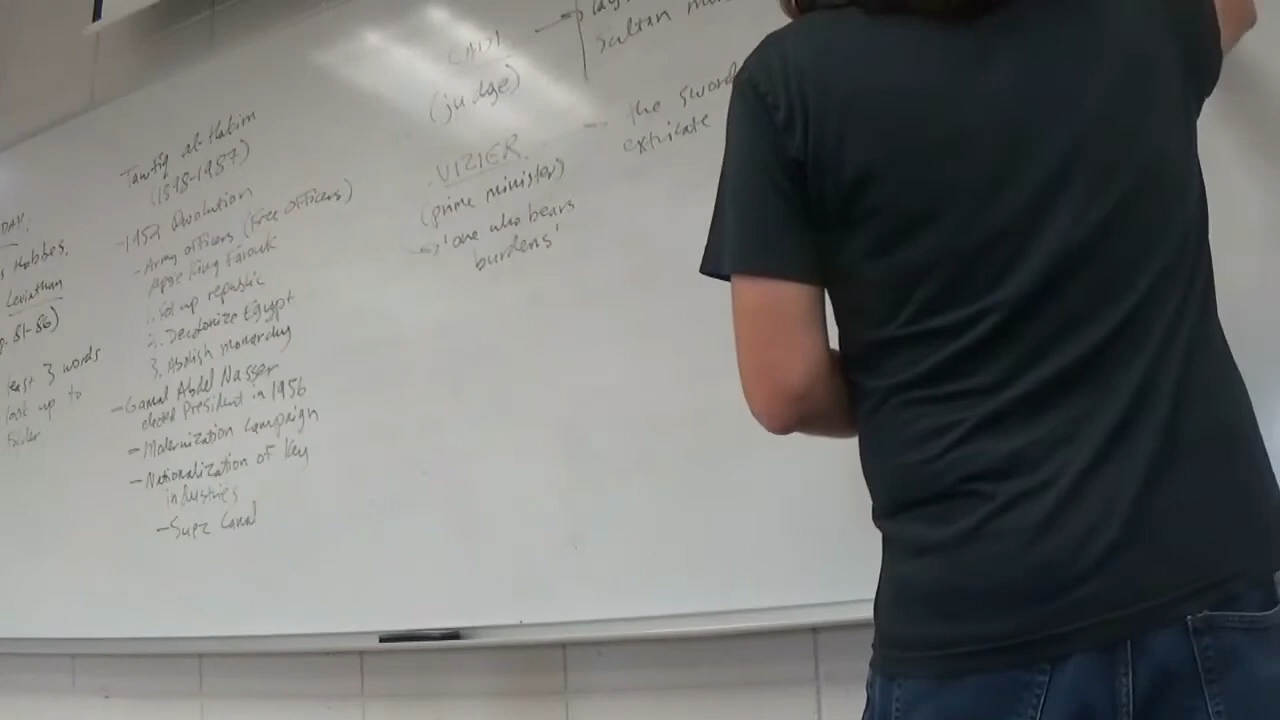 DAY.
Hobbes,
Leviathan
81-86)
least 3 words
look up to
Tawfiq al-Hakim
(1898-1987)
-1952 Revolution
-Army officers (Free Officers)
King Farouk
1. Set up republic
2. Decolonize Egypt
3. Abolish monarchy
-Gamal Abdel Nasser
elected President in 1956
-Modernization Campaign
-Nationalization of key
industries
-Suez Canal
CADI
(judge)
VIZIER
(prime minister)
→ 'one who bears
burdens'
Sultan
- the sword
extricate